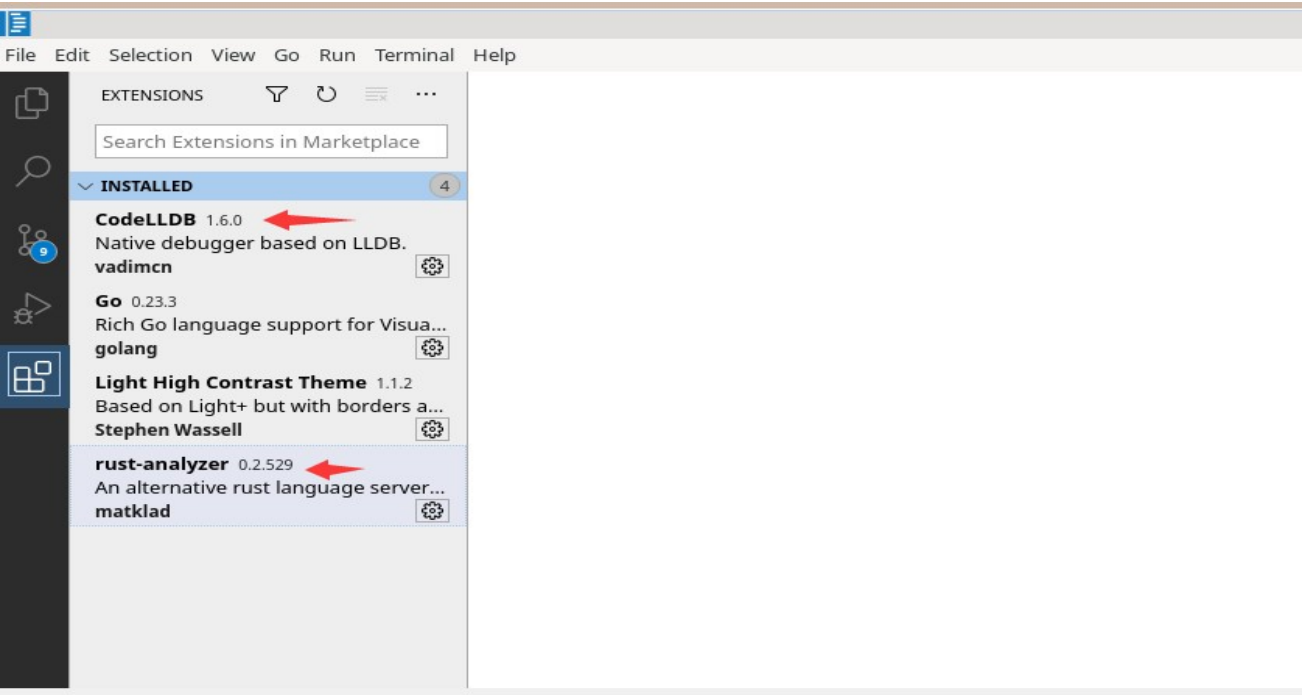 File Edit Selection View Go Run Terminal Help
EXTENSIONS
Search Extensions in Marketplace
INSTALLED 4
CodeLLDB 1.6.0
Native debugger based on LLDB.
vadimcn
9
Go 0.23.3
Rich Go language support for Visua...
golang
Light High Contrast Theme 1.1.2
Based on Light+ but with borders a...
Stephen Wassell
rust-analyzer 0.2.529
An alternative rust language server...
matklad